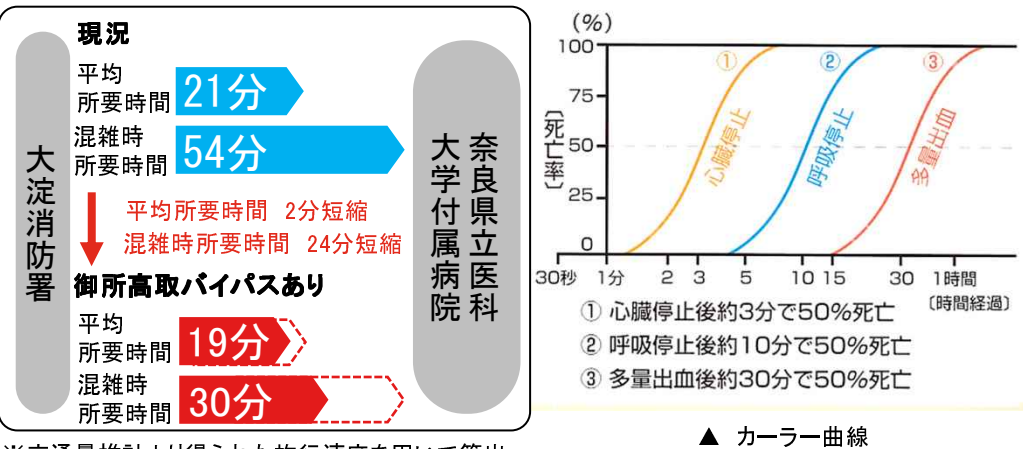 現況
平均
所要時間
21分
混雑時
所要時間
54分
大淀消防署
奈良県立医科
大学付属病院
平均所要時間 2分短縮
混雑時所要時間 24分短縮
御所高取バイパスあり
平均
所要時間
19分
混雑時
所要時間
30分
(%)
100
75
50
25
0
〔死亡率〕
① ② ③
心臓停止
呼吸停止
多量出血
30秒 1分 2 3 5 10 15 30 1時間
〔時間経過〕
① 心臓停止後約3分で50%死亡
② 呼吸停止後約10分で50%死亡
③ 多量出血後約30分で50%死亡
▲ カーラー曲線